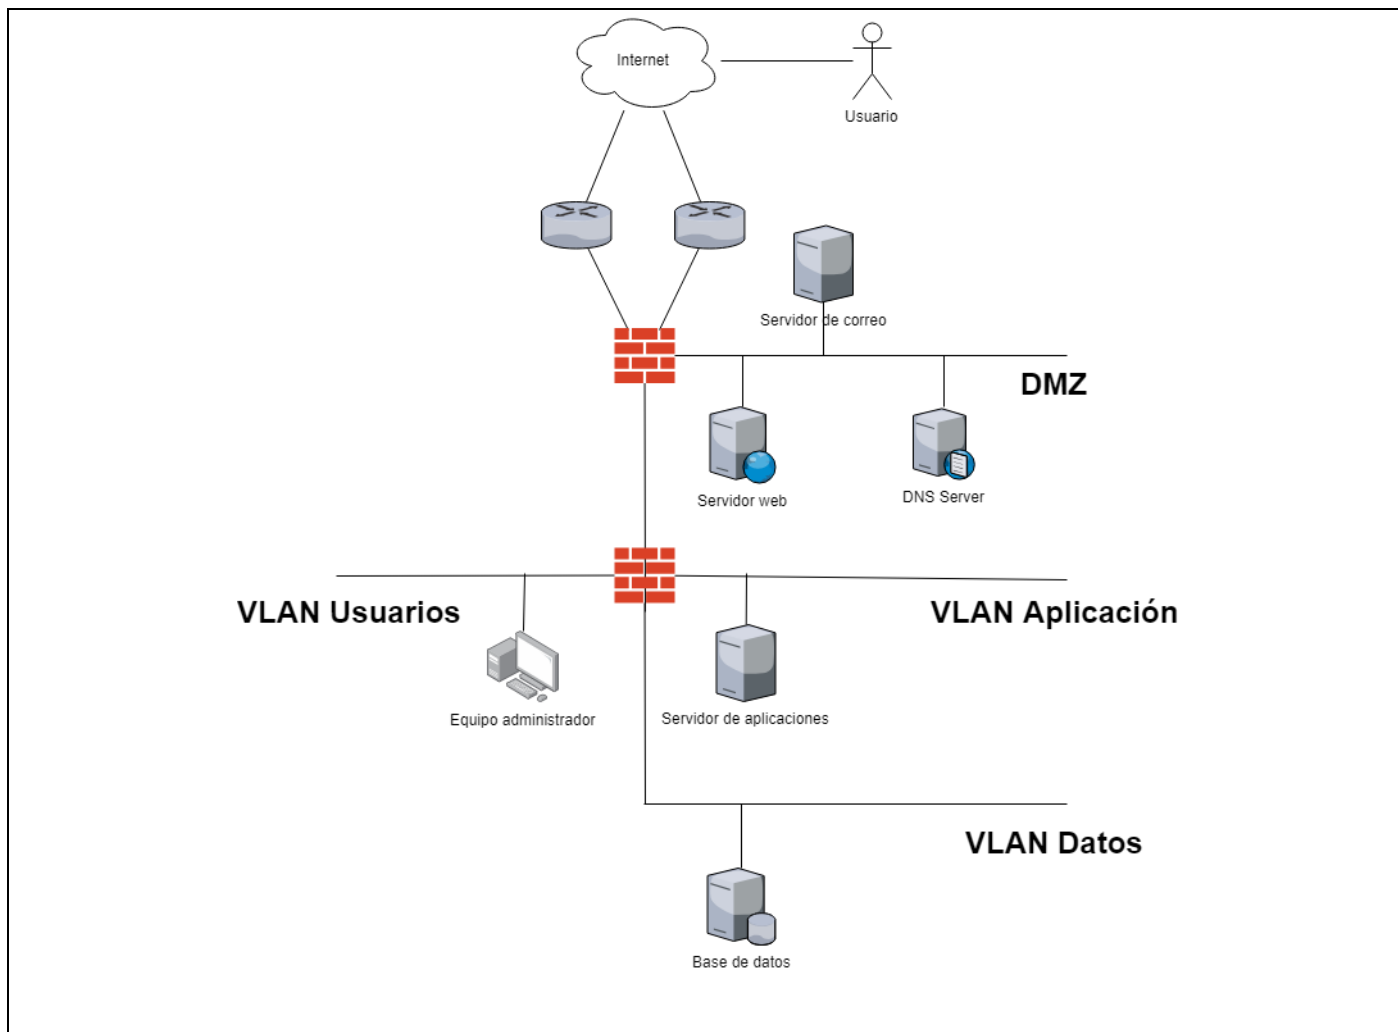 Internet
Usuario
Servidor de correo
DMZ
Servidor web
DNS Server
VLAN Usuarios
VLAN Aplicación
Equipo administrador
Servidor de aplicaciones
VLAN Datos
Base de datos